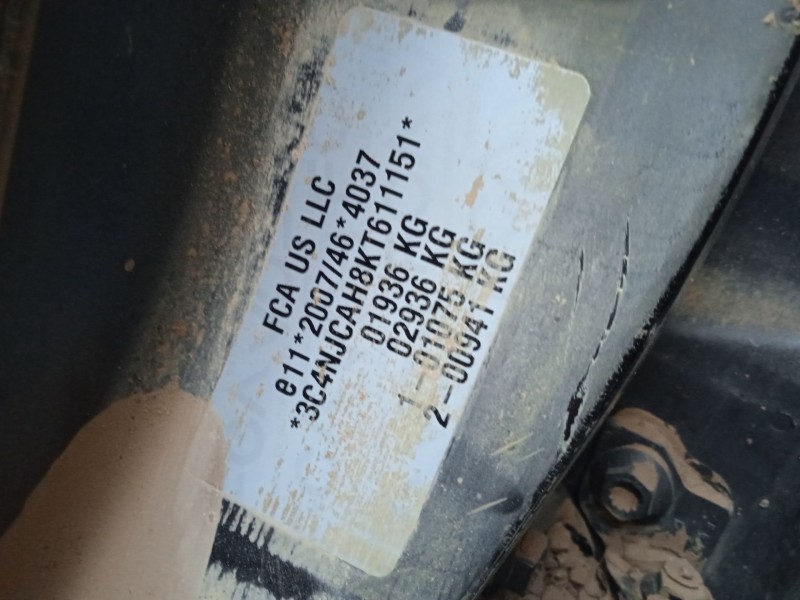 FCA US LLC
e11*2007/46*4037
*3C4NJCAH8KT611151*
01936 KG
02936 KG
1-01075 KG
2-00941 KG